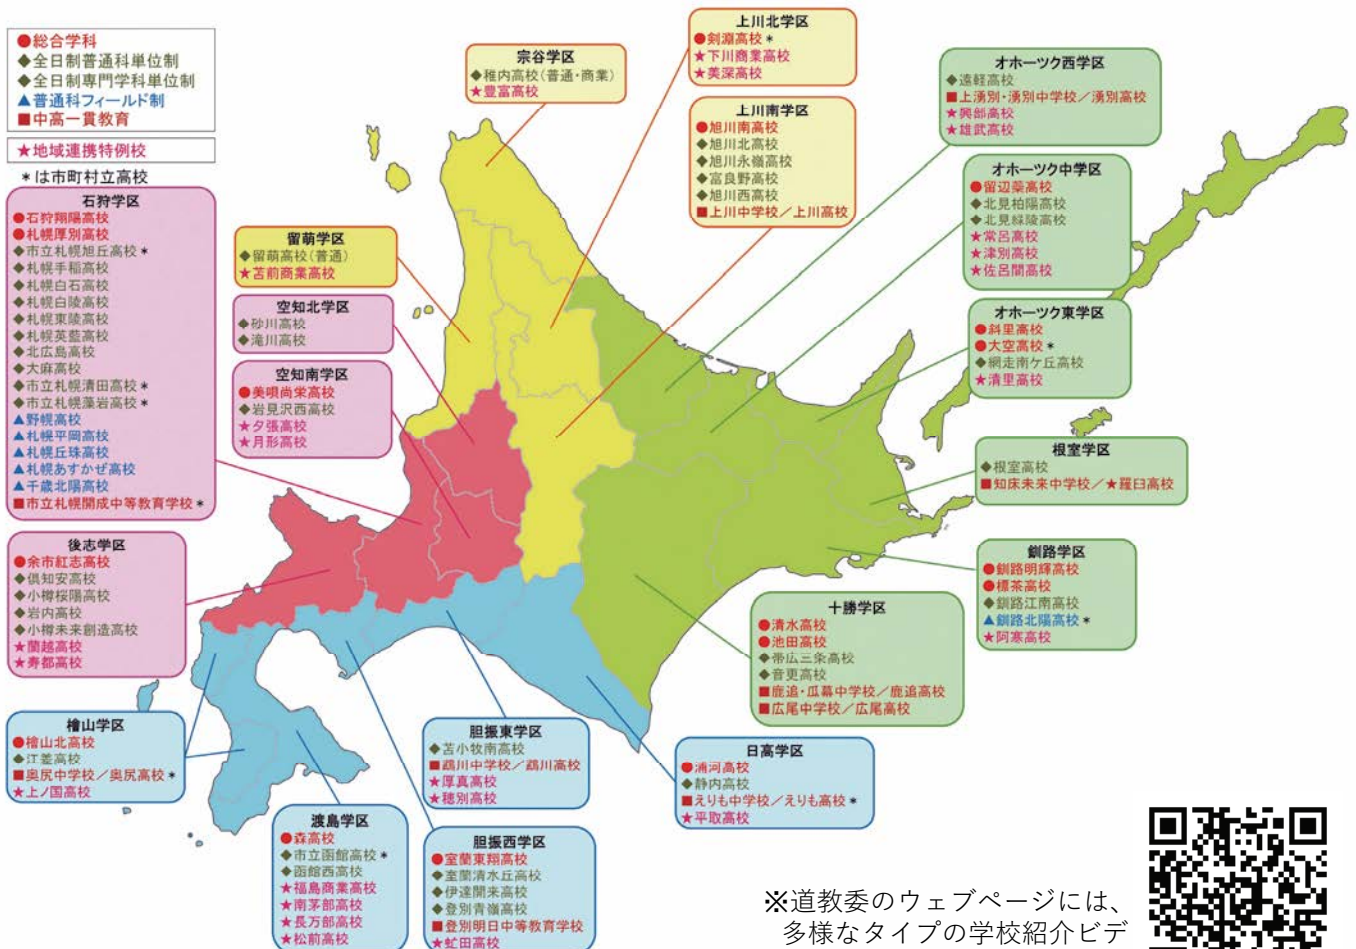 ●総合学科
◆全日制普通科単位制
◆全日制専門学科単位制
▲普通科フィールド制
■中高一貫教育
★地域連携特例校
＊は市町村立高校
石狩学区
●石狩翔陽高校
●札幌厚別高校
◆市立札幌旭丘高校＊
◆札幌手稲高校
◆札幌白石高校
◆札幌白陵高校
◆札幌東陵高校
◆札幌英藍高校
◆北広島高校
◆大麻高校
◆市立札幌清田高校＊
◆市立札幌藻岩高校＊
▲野幌高校
▲札幌平岡高校
▲札幌丘珠高校
▲札幌あすかぜ高校
▲千歳北陽高校
■市立札幌開成中等教育学校＊
後志学区
●余市紅志高校
◆倶知安高校
◆小樽桜陽高校
◆岩内高校
◆小樽未来創造高校
★蘭越高校
★寿都高校
檜山学区
●檜山北高校
◆江差高校
■奥尻中学校／奥尻高校＊
★上ノ国高校
宗谷学区
◆稚内高校(普通・商業)
★豊富高校
留萌学区
◆留萌高校(普通)
★苫前商業高校
空知北学区
◆砂川高校
◆滝川高校
空知南学区
●美唄尚栄高校
◆岩見沢西高校
★夕張高校
★月形高校
上川北学区
●剣淵高校＊
★下川商業高校
★美深高校
上川南学区
●旭川南高校
◆旭川北高校
◆旭川永嶺高校
◆富良野高校
◆旭川西高校
■上川中学校／上川高校
オホーツク西学区
◆遠軽高校
■上湧別・湧別中学校／湧別高校
★興部高校
★雄武高校
オホーツク中学区
●留辺蘂高校
◆北見柏陽高校
◆北見緑陵高校
★常呂高校
★津別高校
★佐呂間高校
オホーツク東学区
●斜里高校
●大空高校＊
◆網走南ケ丘高校
★清里高校
根室学区
◆根室高校
■知床未来中学校／★羅臼高校
釧路学区
●釧路明輝高校
●標茶高校
◆釧路江南高校
▲釧路北陽高校＊
★阿寒高校
十勝学区
●清水高校
●池田高校
◆帯広三条高校
◆音更高校
■鹿追・瓜幕中学校／鹿追高校
■広尾中学校／広尾高校
胆振東学区
◆苫小牧南高校
■鵡川中学校／鵡川高校
★厚真高校
★穂別高校
日高学区
●浦河高校
◆静内高校
■えりも中学校／えりも高校＊
★平取高校
渡島学区
●森高校
◆市立函館高校＊
◆函館西高校
★福島商業高校
★南茅部高校
★長万部高校
★松前高校
胆振西学区
●室蘭東翔高校
◆室蘭清水丘高校
◆伊達開来高校
◆登別青嶺高校
■登別明日中等教育学校
★虻田高校
※道教委のウェブページには、
多様なタイプの学校紹介ビデ